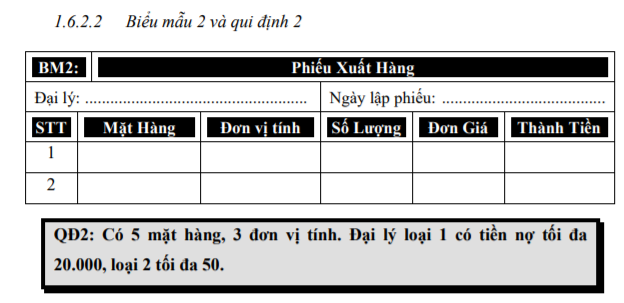 1.6.2.2 Biểu mẫu 2 và qui định 2
BM2: Phiếu Xuất Hàng
Đại lý: ..................................................... Ngày lập phiếu: .......................................
STT Mặt Hàng Đơn vị tính Số Lượng Đơn Giá Thành Tiền
1
2
QĐ2: Có 5 mặt hàng, 3 đơn vị tính. Đại lý loại 1 có tiền nợ tối đa
20.000, loại 2 tối đa 50.